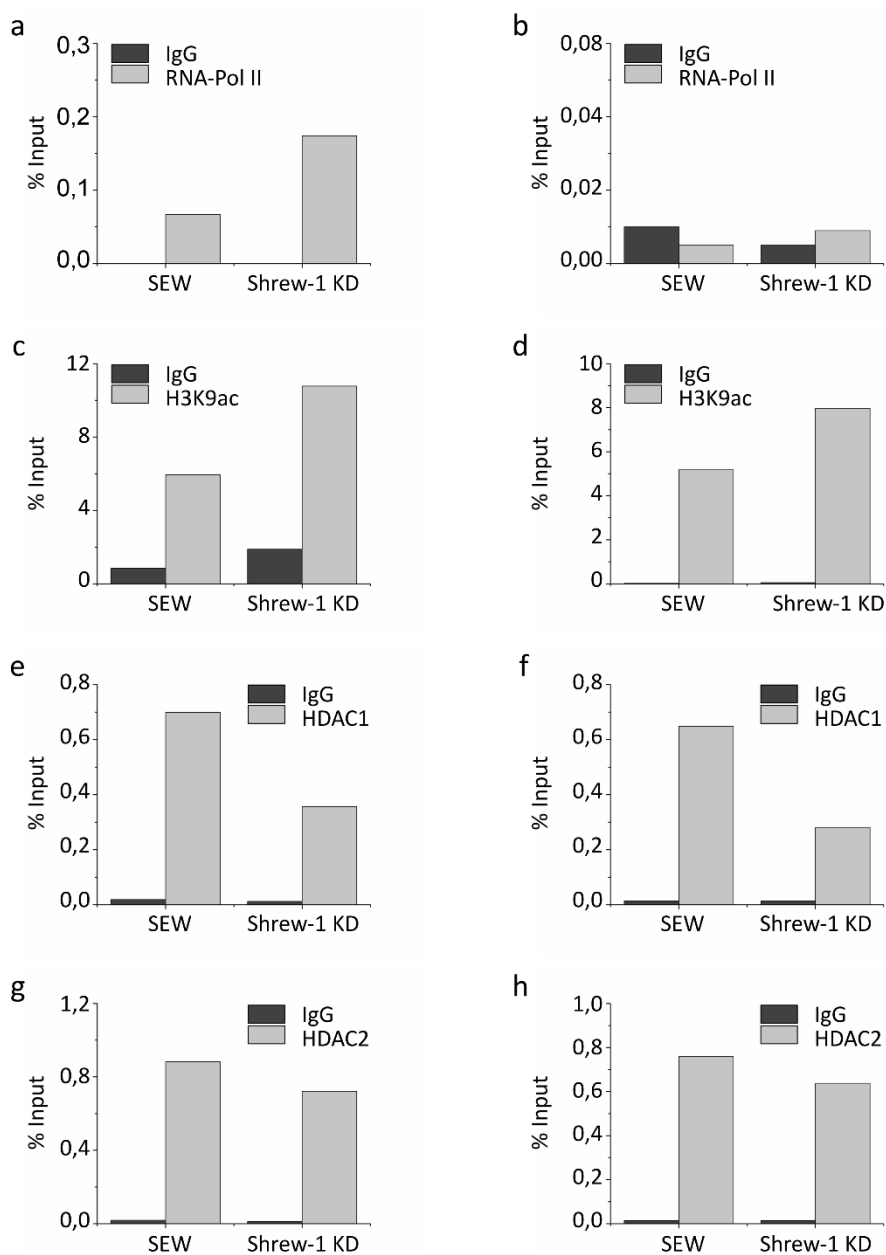 a
IgG
RNA-Pol II
% Input
0,3
0,2
0,1
0,0
SEW Shrew-1 KD
b
IgG
RNA-Pol II
% Input
0,08
0,02
0,00
SEW Shrew-1 KD
c
IgG
H3K9ac
% Input
12
8
4
0
SEW Shrew-1 KD
d
IgG
H3K9ac
% Input
10
8
6
4
2
0
SEW Shrew-1 KD
e
IgG
HDAC1
% Input
0,8
0,6
0,4
0,2
0,0
SEW Shrew-1 KD
f
IgG
HDAC1
% Input
0,8
0,6
0,4
0,2
0,0
SEW Shrew-1 KD
g
IgG
HDAC2
% Input
1,2
0,8
0,4
0,0
SEW Shrew-1 KD
h
IgG
HDAC2
% Input
1,0
0,8
0,6
0,4
0,2
0,0
SEW Shrew-1 KD